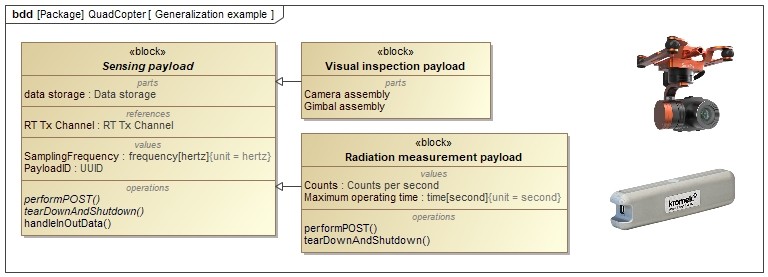 bdd [Package] QuadCopter [ Generalization example ]
«block»
Sensing payload
parts
data storage : Data storage
references
RT Tx Channel : RT Tx Channel
values
SamplingFrequency : frequency[hertz]{unit = hertz}
PayloadID : UUID
operations
performPOST()
tearDownAndShutdown()
handleInOutData()
«block»
Visual inspection payload
parts
Camera assembly
Gimbal assembly
«block»
Radiation measurement payload
values
Counts : Counts per second
Maximum operating time : time[second]{unit = second}
operations
performPOST()
tearDownAndShutdown()
kromek